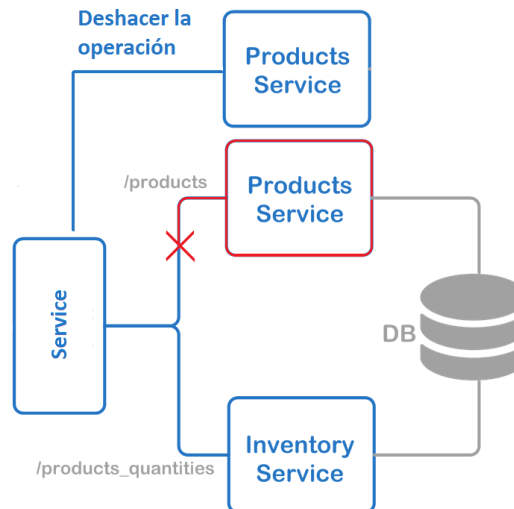 Deshacer la
operación
Products
Service
/products
Products
Service
Service
DB
/products_quantities
Inventory
Service